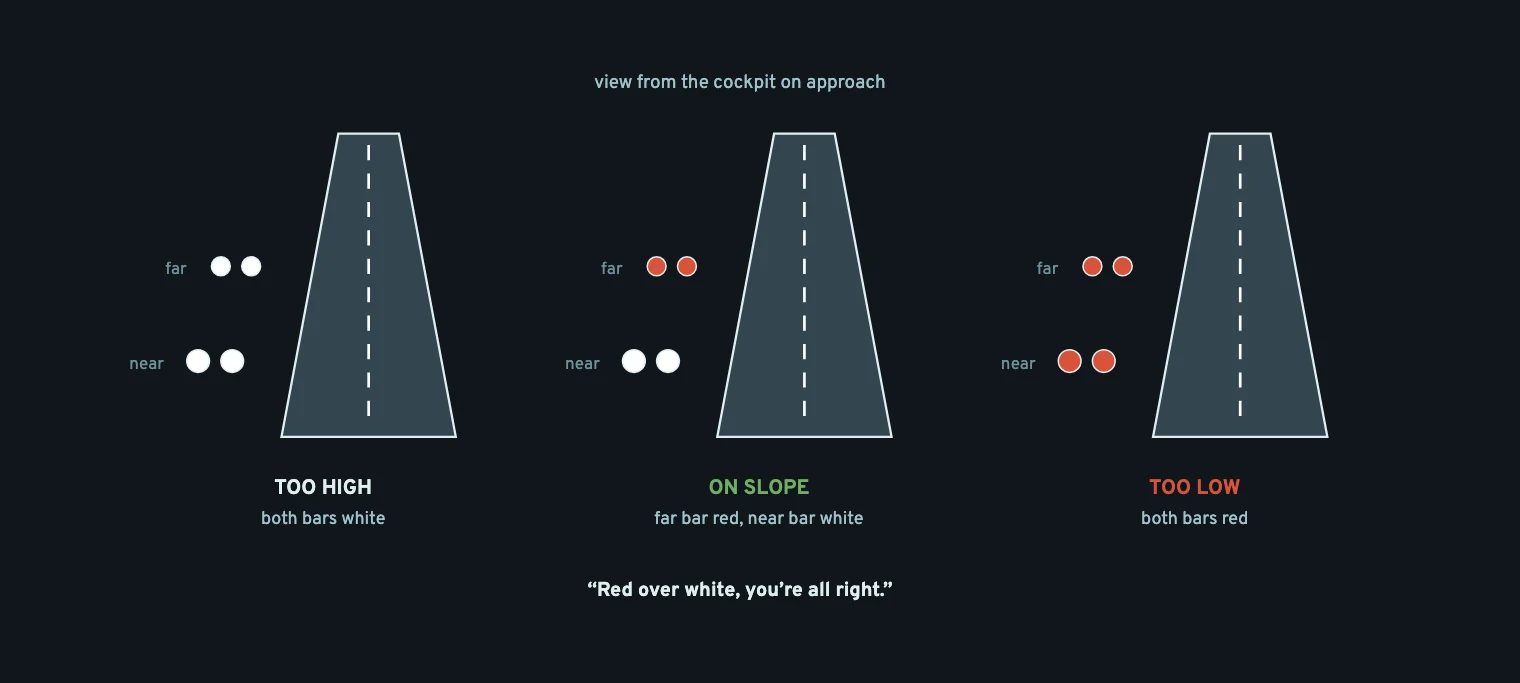 view from the cockpit on approach
far
near
TOO HIGH
both bars white
far
near
ON SLOPE
far bar red, near bar white
far
near
TOO LOW
both bars red
“Red over white, you’re all right.”